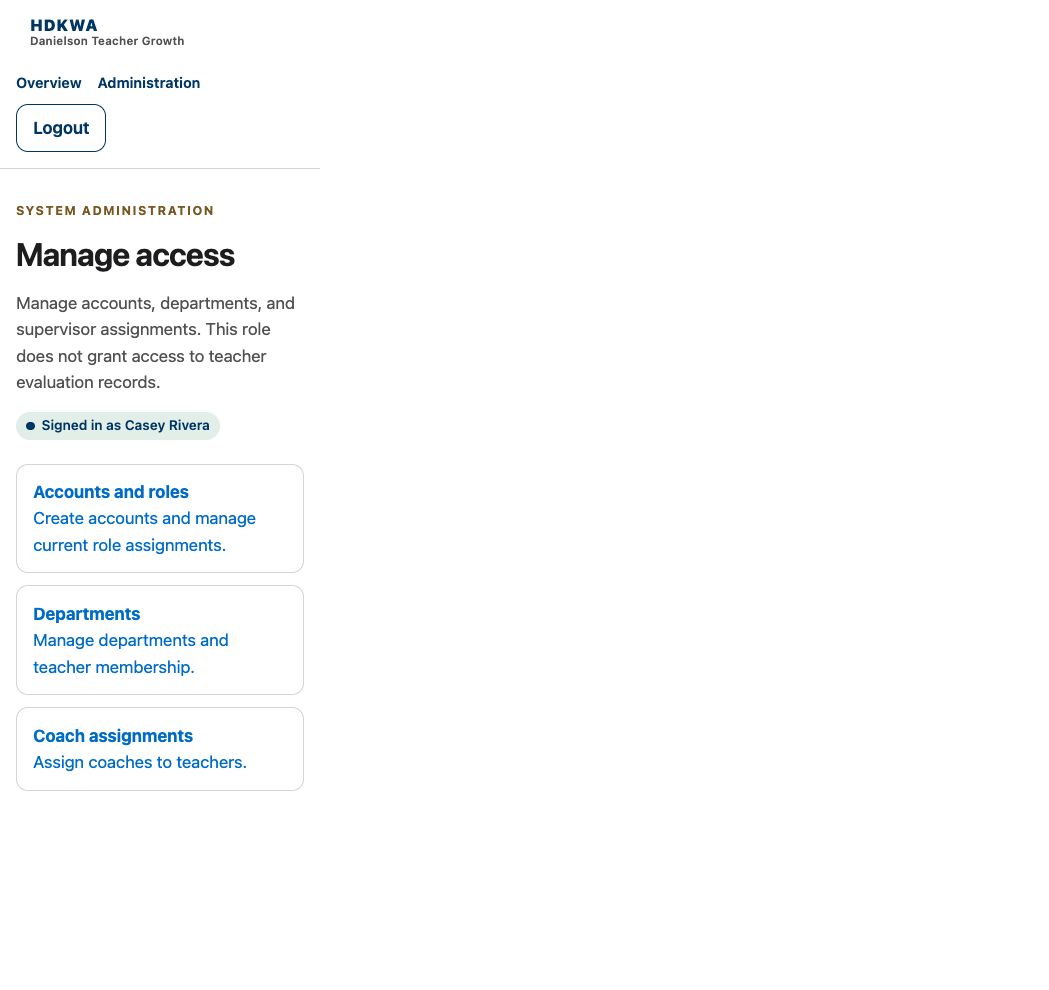 HDKWA
Danielson Teacher Growth
Overview Administration
Logout
SYSTEM ADMINISTRATION
Manage access
Manage accounts, departments, and
supervisor assignments. This role
does not grant access to teacher
evaluation records.
Signed in as Casey Rivera
Accounts and roles
Create accounts and manage
current role assignments.
Departments
Manage departments and
teacher membership.
Coach assignments
Assign coaches to teachers.